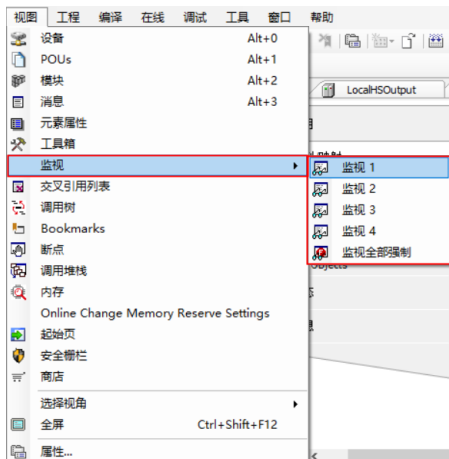 视图 工程 编译 在线 调试 工具 窗口 帮助
设备 Alt+0
POUs Alt+1
模块 Alt+2
消息 Alt+3
LocalHSOutput
元素属性
工具箱
监视
监视 1
交叉引用列表
监视 2
调用树
监视 3
Bookmarks
监视 4
断点
监视全部强制
调用堆栈
Objects
内存
Online Change Memory Reserve Settings
起始页
安全栅栏
商店
选择视角
全屏 Ctrl+Shift+F12
属性...